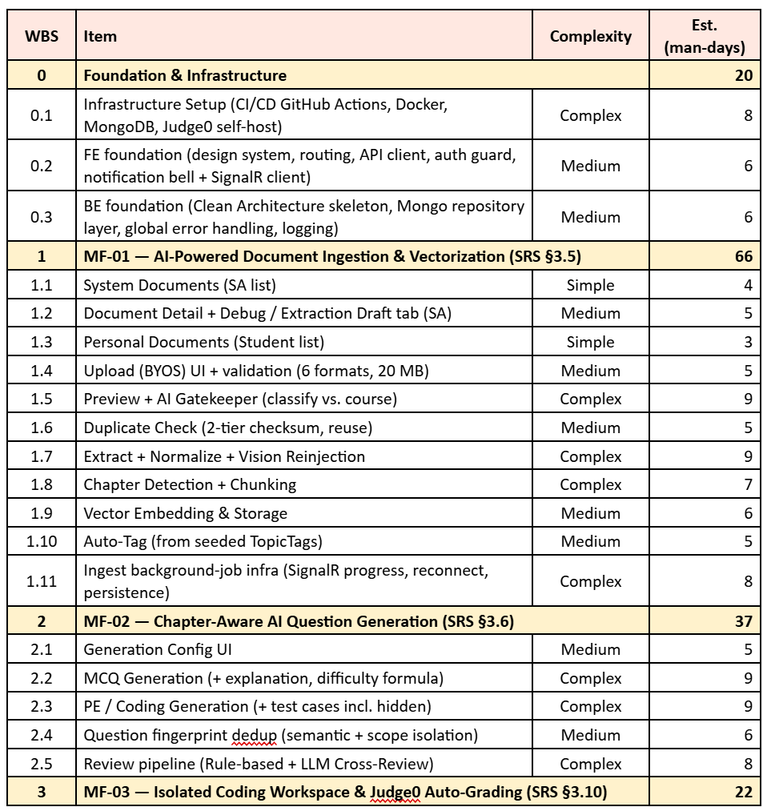 WBS Item Complexity Est.
(man-days)
0 Foundation & Infrastructure 20
0.1 Infrastructure Setup (CI/CD GitHub Actions, Docker,
MongoDB, Judge0 self-host) Complex 8
0.2 FE foundation (design system, routing, API client, auth guard,
notification bell + SignalR client) Medium 6
0.3 BE foundation (Clean Architecture skeleton, Mongo repository
layer, global error handling, logging) Medium 6
1 MF-01 — AI-Powered Document Ingestion & Vectorization (SRS §3.5) 66
1.1 System Documents (SA list) Simple 4
1.2 Document Detail + Debug / Extraction Draft tab (SA) Medium 5
1.3 Personal Documents (Student list) Simple 3
1.4 Upload (BYOS) UI + validation (6 formats, 20 MB) Medium 5
1.5 Preview + AI Gatekeeper (classify vs. course) Complex 9
1.6 Duplicate Check (2-tier checksum, reuse) Medium 5
1.7 Extract + Normalize + Vision Reinjection Complex 9
1.8 Chapter Detection + Chunking Complex 7
1.9 Vector Embedding & Storage Medium 6
1.10 Auto-Tag (from seeded TopicTags) Medium 5
1.11 Ingest background-job infra (SignalR progress, reconnect,
persistence) Complex 8
2 MF-02 — Chapter-Aware AI Question Generation (SRS §3.6) 37
2.1 Generation Config UI Medium 5
2.2 MCQ Generation (+ explanation, difficulty formula) Complex 9
2.3 PE / Coding Generation (+ test cases incl. hidden) Complex 9
2.4 Question fingerprint dedup (semantic + scope isolation) Medium 6
2.5 Review pipeline (Rule-based + LLM Cross-Review) Complex 8
3 MF-03 — Isolated Coding Workspace & Judge0 Auto-Grading (SRS §3.10) 22